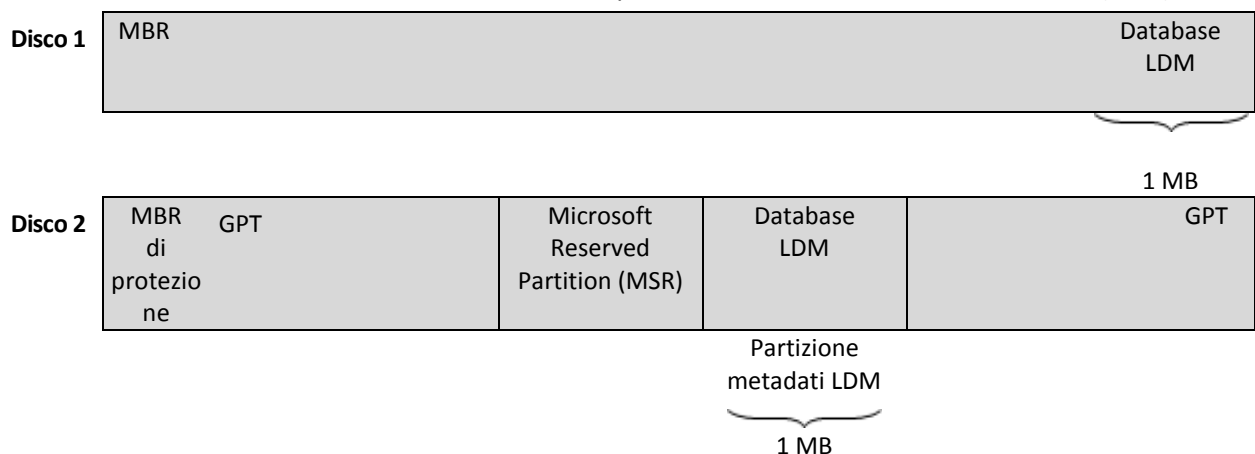 Disco 1
MBR
Database
LDM
1 MB
Disco 2
MBR
di
protezio
ne
GPT
Microsoft
Reserved
Partition (MSR)
Database
LDM
GPT
Partizione
metadati LDM
1 MB